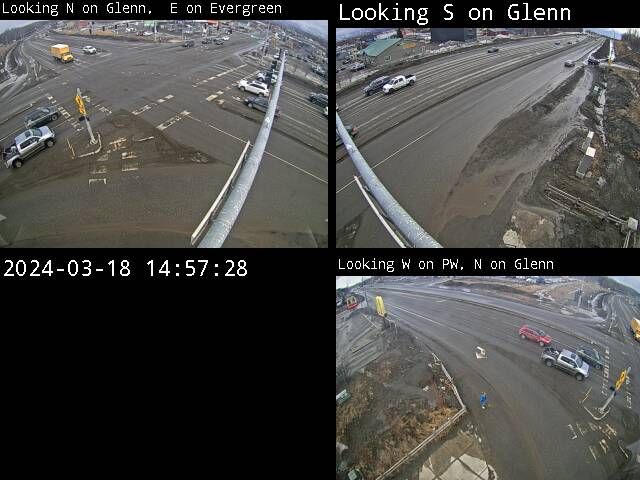 Looking N on Glenn,  E on Evergreen
Looking S on Glenn
2024-03-18 14:57:28
Looking W on PW, N on Glenn